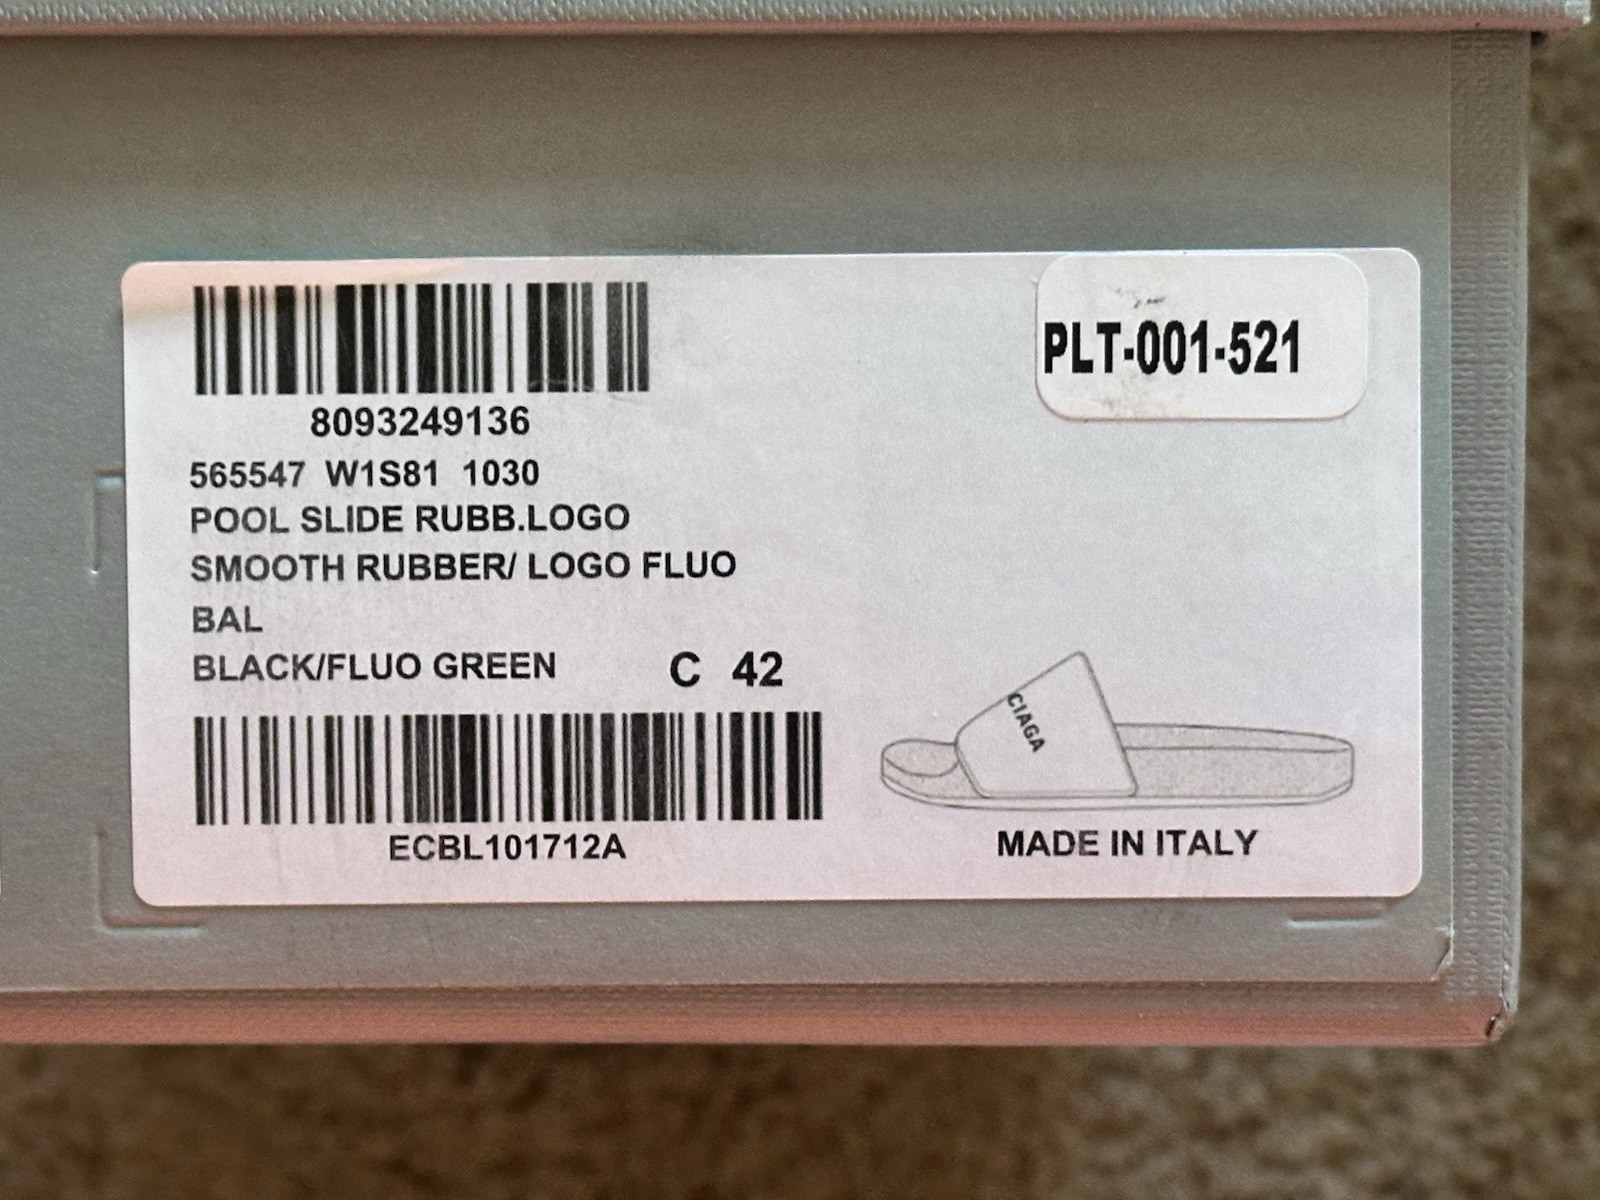 PLT-001-521
8093249136
565547 W1S81 1030
POOL SLIDE RUBB.LOGO
SMOOTH RUBBER/ LOGO FLUO
BAL
BLACK/FLUO GREEN C 42
CIAGA
ECBL101712A
MADE IN ITALY